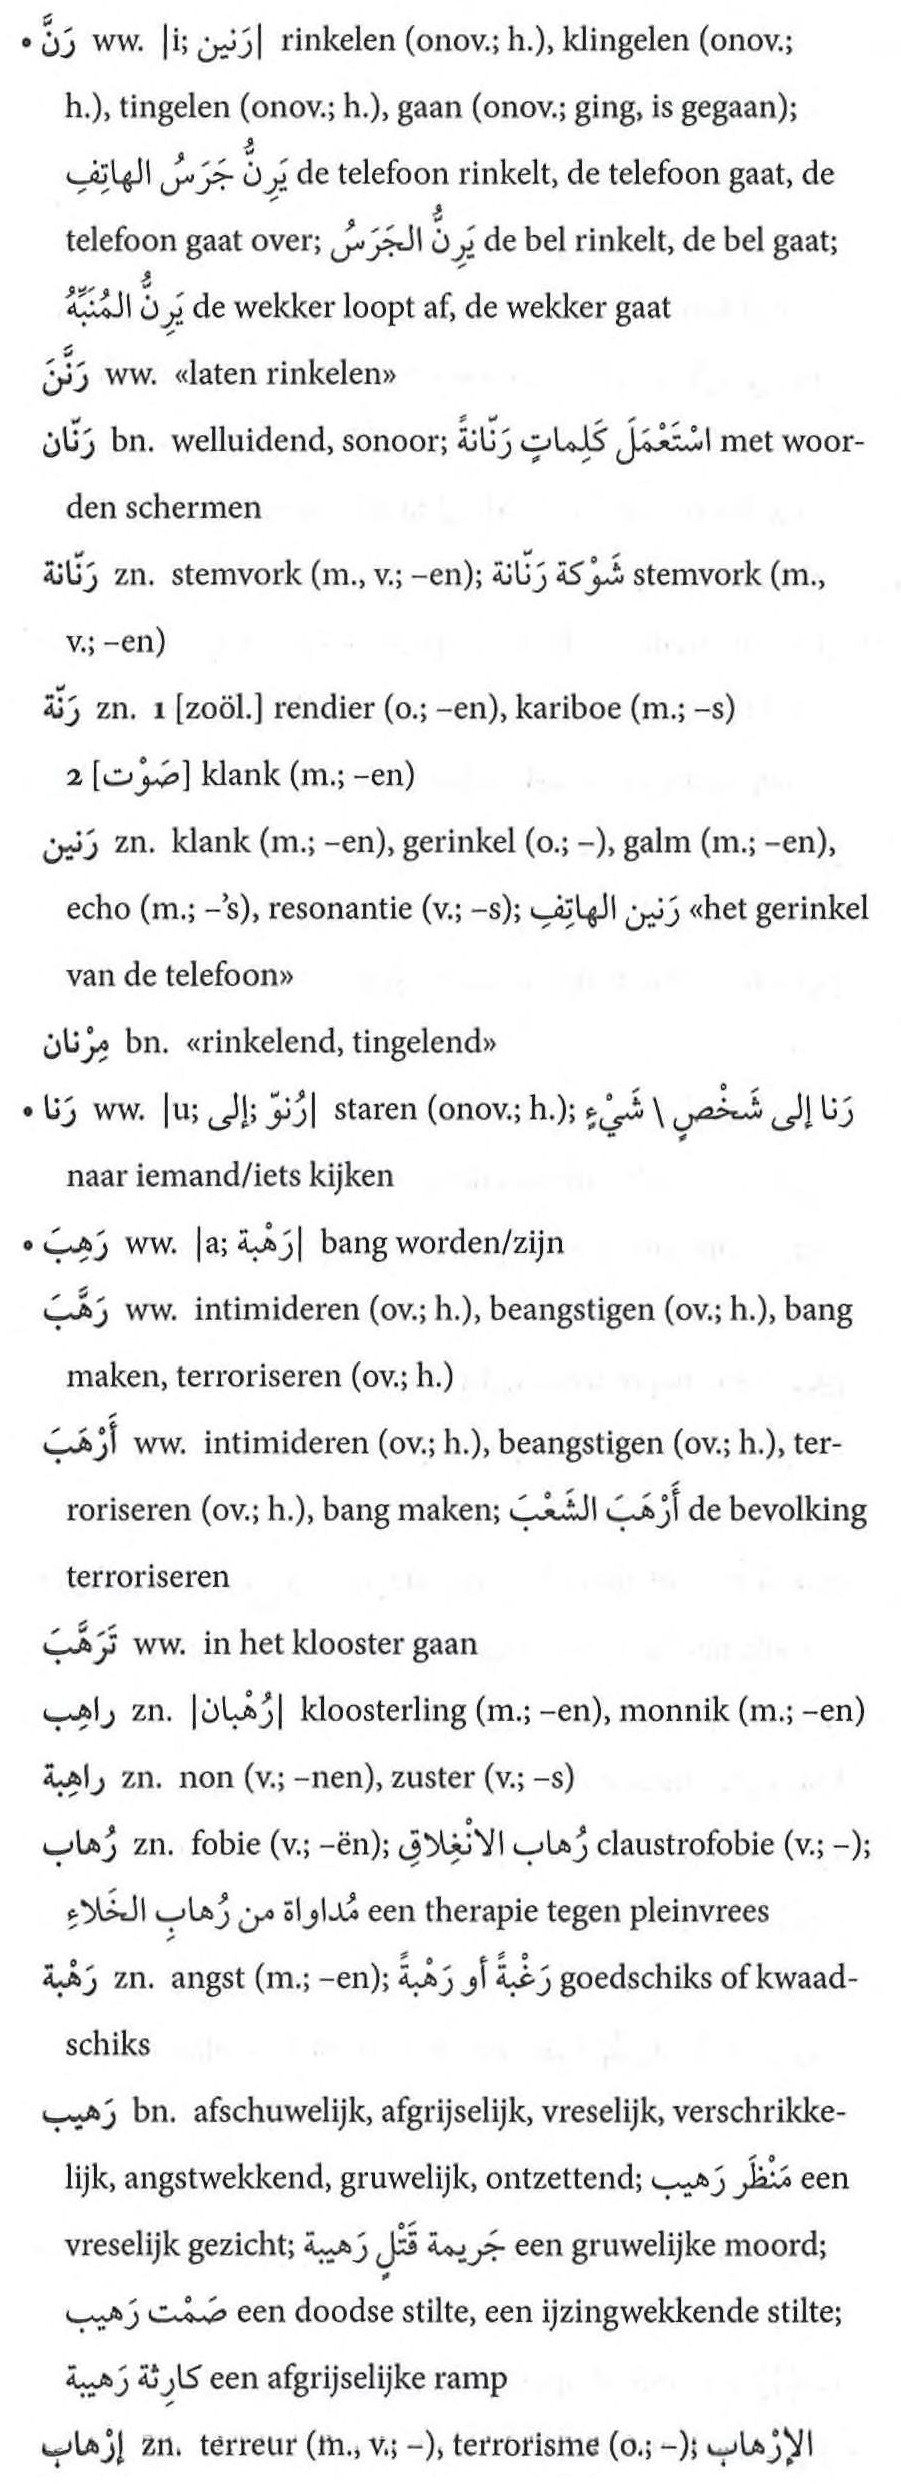 • رَنَّ ww. |i; رَنين| rinkelen (onov.; h.), klingelen (onov.;
h.), tingelen (onov.; h.), gaan (onov.; ging, is gegaan);
يَرِنُّ جَرَسُ الهاتِفِ de telefoon rinkelt, de telefoon gaat, de
telefoon gaat over; يَرِنُّ الجَرَسُ de bel rinkelt, de bel gaat;
يَرِنُّ المُنَبِّهُ de wekker loopt af, de wekker gaat
رَنَّنَ ww. «laten rinkelen»
رَنّان bn. welluidend, sonoor; اسْتَعْمَلَ كَلِماتٍ رَنّانةً met woor-
den schermen
رَنّانة zn. stemvork (m., v.; –en); شَوْكة رَنّانة stemvork (m.,
v.; –en)
رَنّة zn. 1 [zoöl.] rendier (o.; –en), kariboe (m.; –s)
2 [صَوْت] klank (m.; –en)
رَنين zn. klank (m.; –en), gerinkel (o.; –), galm (m.; –en),
echo (m.; –’s), resonantie (v.; –s); رَنين الهاتِفِ «het gerinkel
van de telefoon»
مِرْنان bn. «rinkelend, tingelend»
• رَنا ww. |u; رُنوّ; إلى| staren (onov.; h.); رَنا إلى شَخْصٍ \ شَيْءٍ
naar iemand/iets kijken
• رَهِبَ ww. |a; رَهْبة| bang worden/zijn
رَهَّبَ ww. intimideren (ov.; h.), beangstigen (ov.; h.), bang
maken, terroriseren (ov.; h.)
أَرْهَبَ ww. intimideren (ov.; h.), beangstigen (ov.; h.), ter-
roriseren (ov.; h.), bang maken; أَرْهَبَ الشَعْبَ de bevolking
terroriseren
تَرَهَّبَ ww. in het klooster gaan
راهِب zn. |رُهْبان| kloosterling (m.; –en), monnik (m.; –en)
راهِبة zn. non (v.; –nen), zuster (v.; –s)
رُهاب zn. fobie (v.; –ën); رُهاب الانْغِلاقِ claustrofobie (v.; –);
مُداواة من رُهابِ الخَلاءِ een therapie tegen pleinvrees
رَهْبة zn. angst (m.; –en); رَغْبةً أو رَهْبةً goedschiks of kwaad-
schiks
رَهيب bn. afschuwelijk, afgrijselijk, vreselijk, verschrikke-
lijk, angstwekkend, gruwelijk, ontzettend; مَنْظَر رَهيب een
vreselijk gezicht; جَريمة قَتْلٍ رَهيبة een gruwelijke moord;
صَمْت رَهيب een doodse stilte, een ijzingwekkende stilte;
كارِثة رَهيبة een afgrijselijke ramp
إرْهاب zn. terreur (m., v.; –), terrorisme (o.; –); الإرْهاب